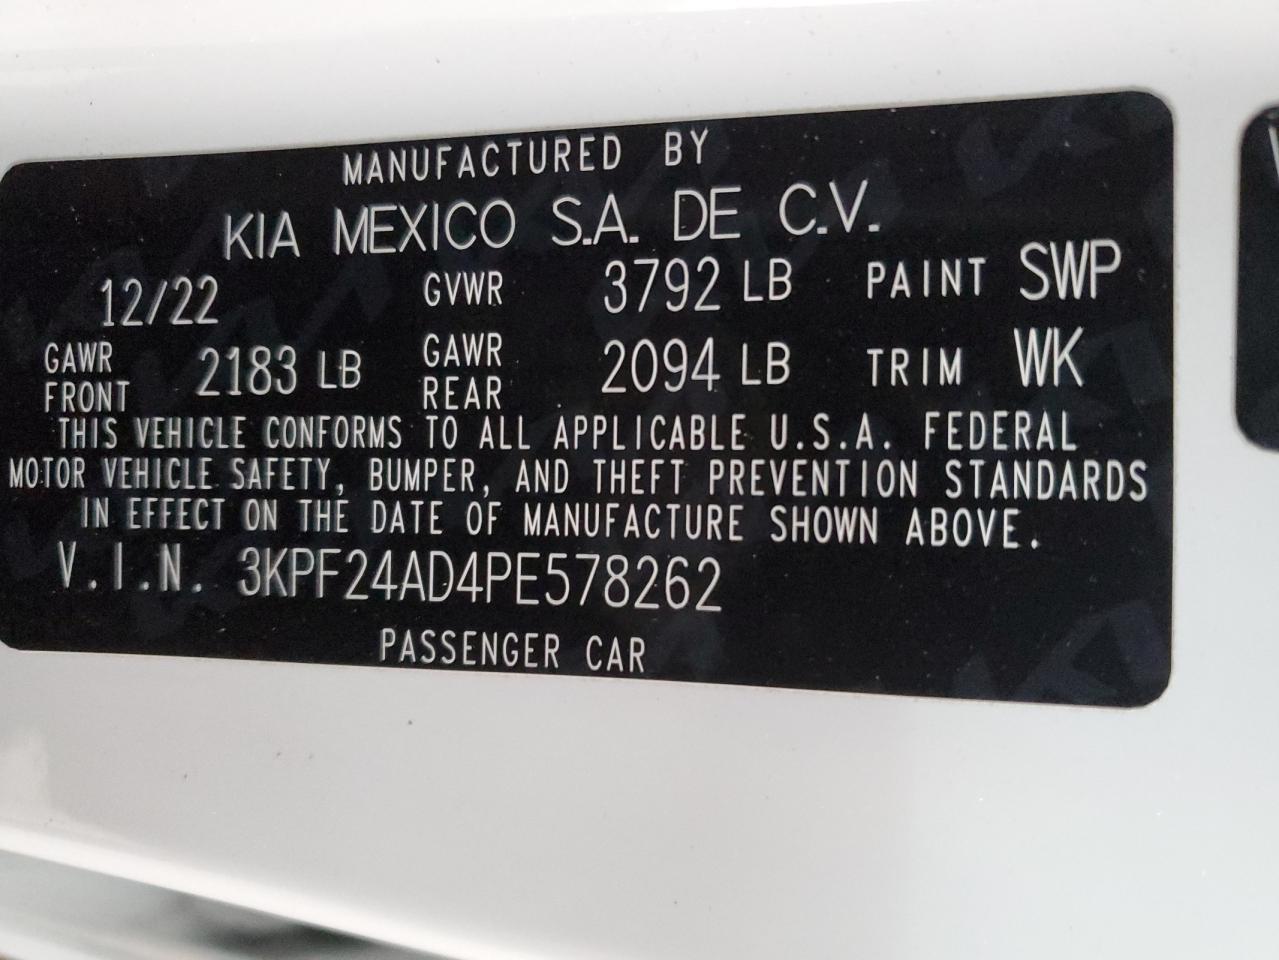 MANUFACTURED BY
KIA MEXICO S.A. DE C.V.
12/22 GVWR 3792 LB PAINT SWP
GAWR FRONT 2183 LB GAWR REAR 2094 LB TRIM WK
THIS VEHICLE CONFORMS TO ALL APPLICABLE U.S.A. FEDERAL
MOTOR VEHICLE SAFETY, BUMPER, AND THEFT PREVENTION STANDARDS
IN EFFECT ON THE DATE OF MANUFACTURE SHOWN ABOVE.
V.I.N. 3KPF24AD4PE578262
PASSENGER CAR